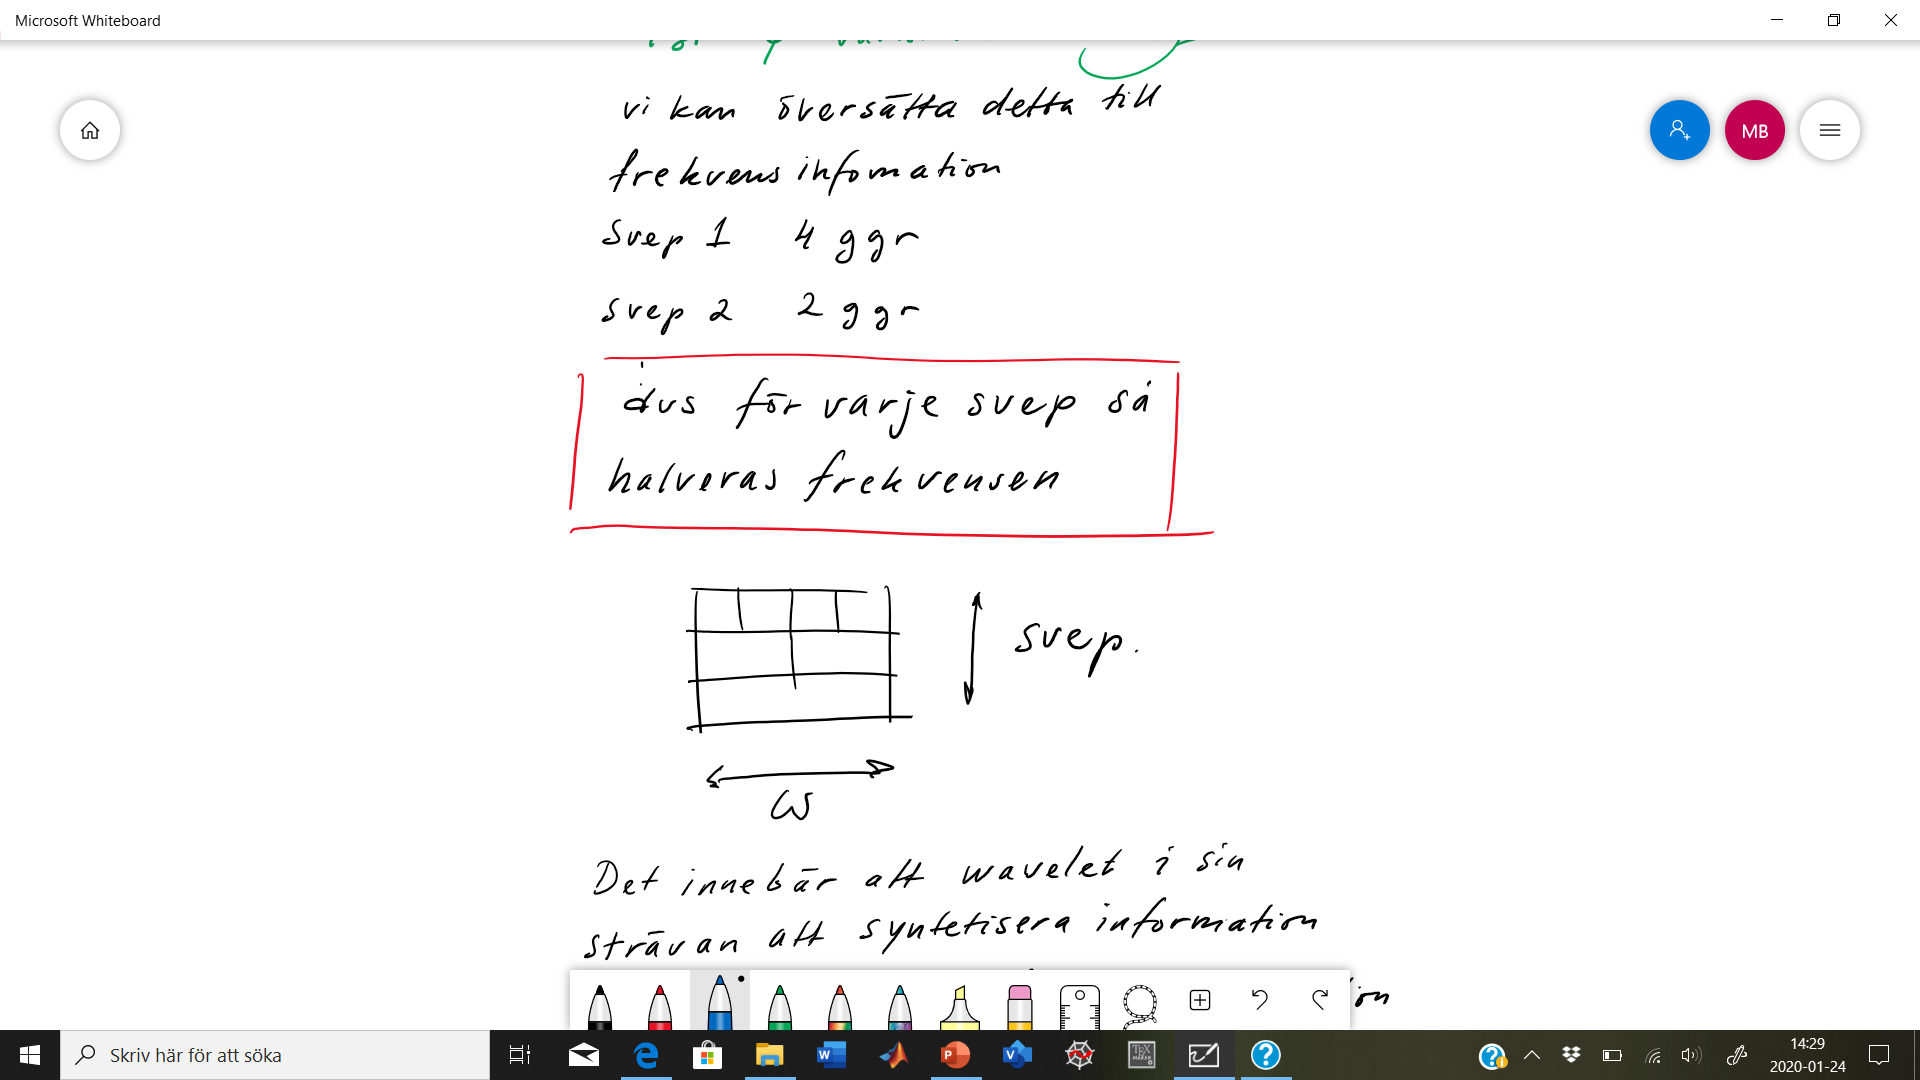 Microsoft Whiteboard
MB
vi kan översätta detta till
frekvens infomation
Svep 1 4 ggr
svep 2 2 ggr
dvs för varje svep så
halveras frekvensen
svep.
ω
Det innebär att wavelet i sin
strävan att syntetisera information
ion
Skriv här för att söka
14:29
2020-01-24